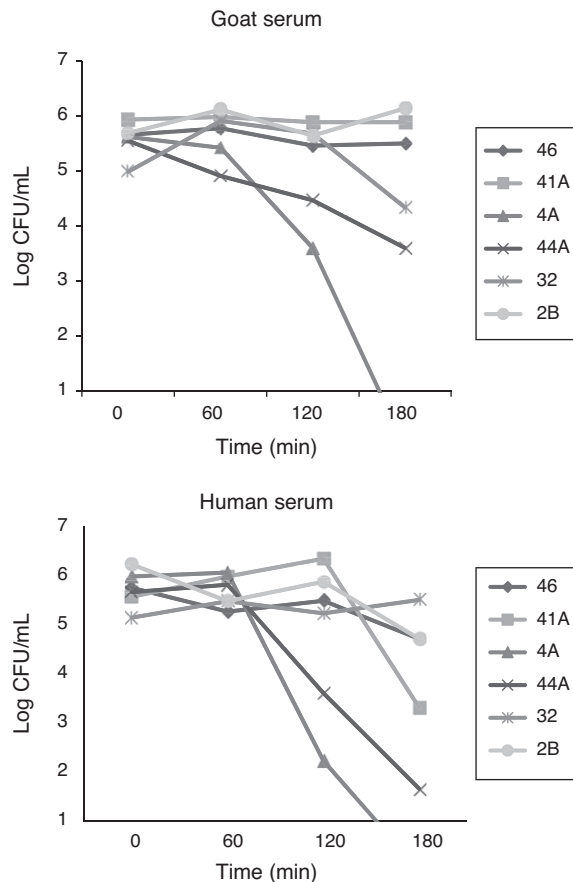 Goat serum
7
6
5
4
3
2
1
Log CFU/mL
0 60 120 180
Time (min)
46
41A
4A
44A
32
2B
Human serum
7
6
5
4
3
2
1
Log CFU/mL
0 60 120 180
Time (min)
46
41A
4A
44A
32
2B